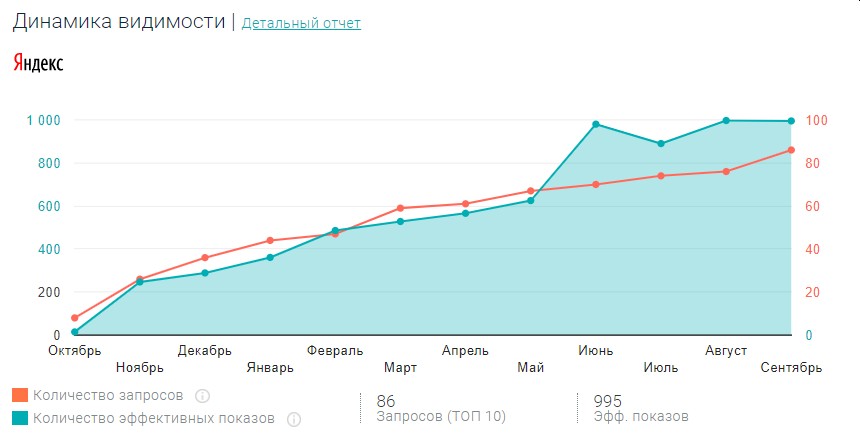 Динамика видимости | Детальный отчет
Яндекс
1 000 100
800 80
600 60
400 40
200 20
0 0
Октябрь Ноябрь Декабрь Январь Февраль Март Апрель Май Июнь Июль Август Сентябрь
Количество запросов i
Количество эффективных показов i
86
Запросов (ТОП 10)
995
Эфф. показов